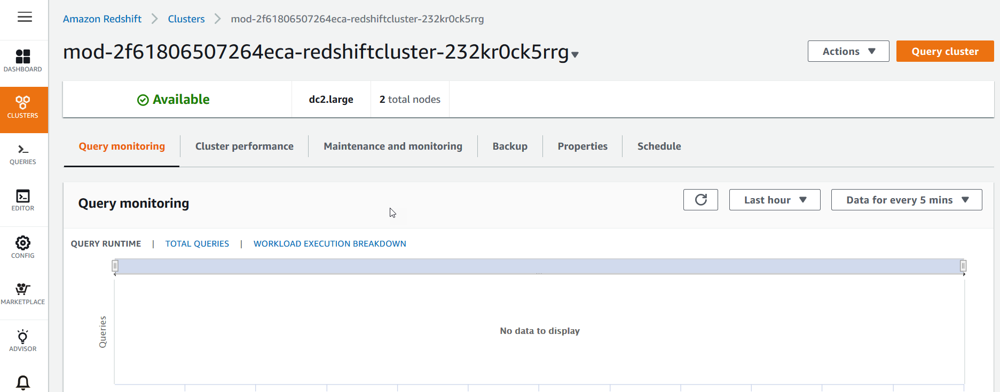 Amazon Redshift > Clusters > mod-2f61806507264eca-redshiftcluster-232kr0ck5rrg
mod-2f61806507264eca-redshiftcluster-232kr0ck5rrg
Actions
Query cluster
DASHBOARD
CLUSTERS
QUERIES
EDITOR
CONFIG
MARKETPLACE
ADVISOR
Available
dc2.large
2 total nodes
Query monitoring
Cluster performance
Maintenance and monitoring
Backup
Properties
Schedule
Query monitoring
Last hour
Data for every 5 mins
QUERY RUNTIME | TOTAL QUERIES | WORKLOAD EXECUTION BREAKDOWN
Queries
No data to display